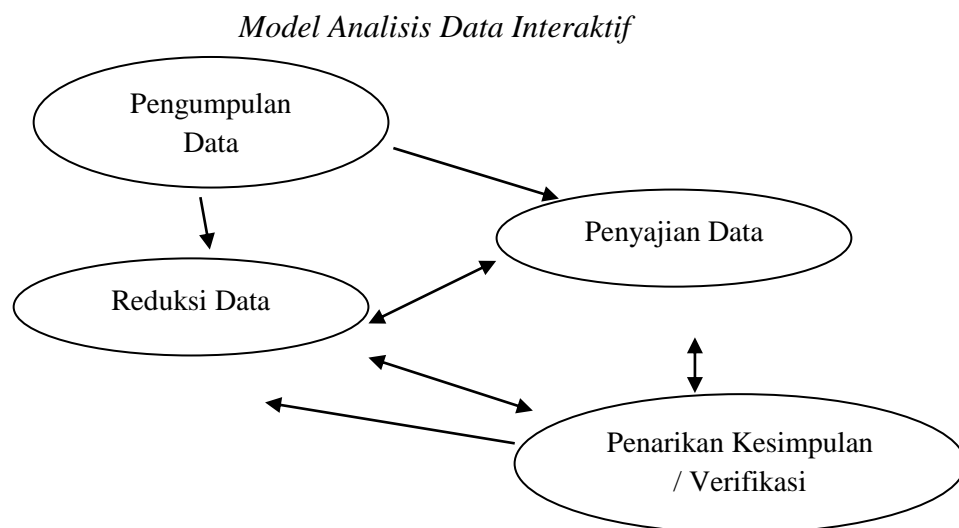 Model Analisis Data Interaktif
Pengumpulan
Data
Penyajian Data
Reduksi Data
Penarikan Kesimpulan
/ Verifikasi